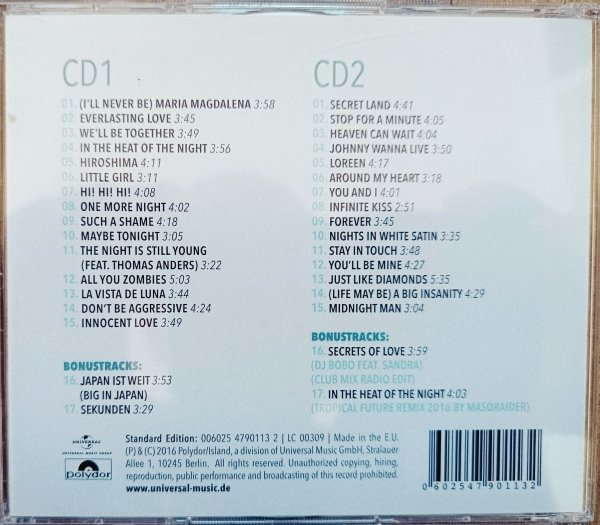 CD1
01. (I'LL NEVER BE) MARIA MAGDALENA 3:58
02. EVERLASTING LOVE 3:45
03. WE'LL BE TOGETHER 3:49
04. IN THE HEAT OF THE NIGHT 3:56
05. HIROSHIMA 4:11
06. LITTLE GIRL 3:11
07. HI! HI! HI! 4:08
08. ONE MORE NIGHT 4:02
09. SUCH A SHAME 4:18
10. MAYBE TONIGHT 3:05
11. THE NIGHT IS STILL YOUNG
(FEAT. THOMAS ANDERS) 3:22
12. ALL YOU ZOMBIES 5:03
13. LA VISTA DE LUNA 3:44
14. DON'T BE AGGRESSIVE 4:24
15. INNOCENT LOVE 3:49
BONUSTRACKS:
16. JAPAN IST WEIT 3:53
(BIG IN JAPAN)
17. SEKUNDEN 3:29
CD2
01. SECRET LAND 4:41
02. STOP FOR A MINUTE 4:05
03. HEAVEN CAN WAIT 4:04
04. JOHNNY WANNA LIVE 3:50
05. LOREEN 4:17
06. AROUND MY HEART 3:18
07. YOU AND I 4:01
08. INFINITE KISS 2:51
09. FOREVER 3:45
10. NIGHTS IN WHITE SATIN 3:35
11. STAY IN TOUCH 3:48
12. YOU'LL BE MINE 4:27
13. JUST LIKE DIAMONDS 5:35
14. (LIFE MAY BE) A BIG INSANITY 4:29
15. MIDNIGHT MAN 3:04
BONUSTRACKS:
16. SECRETS OF LOVE 3:59
(DJ BOBO FEAT. SANDRA)
(CLUB MIX RADIO EDIT)
17. IN THE HEAT OF THE NIGHT 4:03
(TROPICAL FUTURE REMIX 2016 BY MASORAIDER)
UNIVERSAL
UNIVERSAL MUSIC GROUP
polydor
Standard Edition: 006025 4790113 2 | LC 00309 | Made in the E.U.
(P) & (C) 2016 Polydor/Island, a division of Universal Music GmbH, Stralauer
Allee 1, 10245 Berlin. All rights reserved. Unauthorized copying, hiring,
reproduction, public performance and broadcasting of this record prohibited.
www.universal-music.de
0 602547 901132